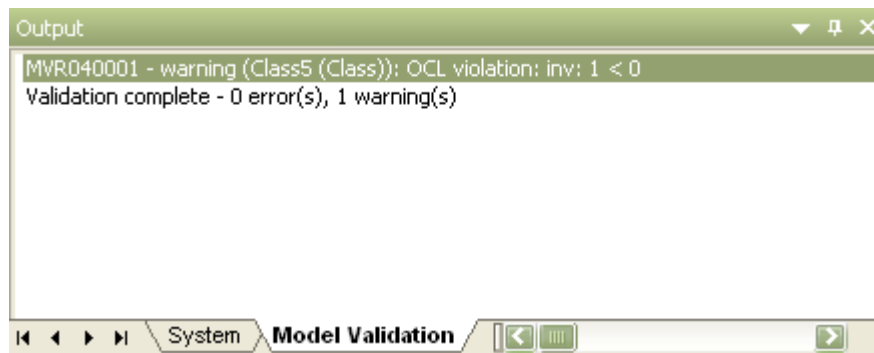 Output
MVR040001 - warning (Class5 (Class)): OCL violation: inv: 1 < 0
Validation complete - 0 error(s), 1 warning(s)
System Model Validation